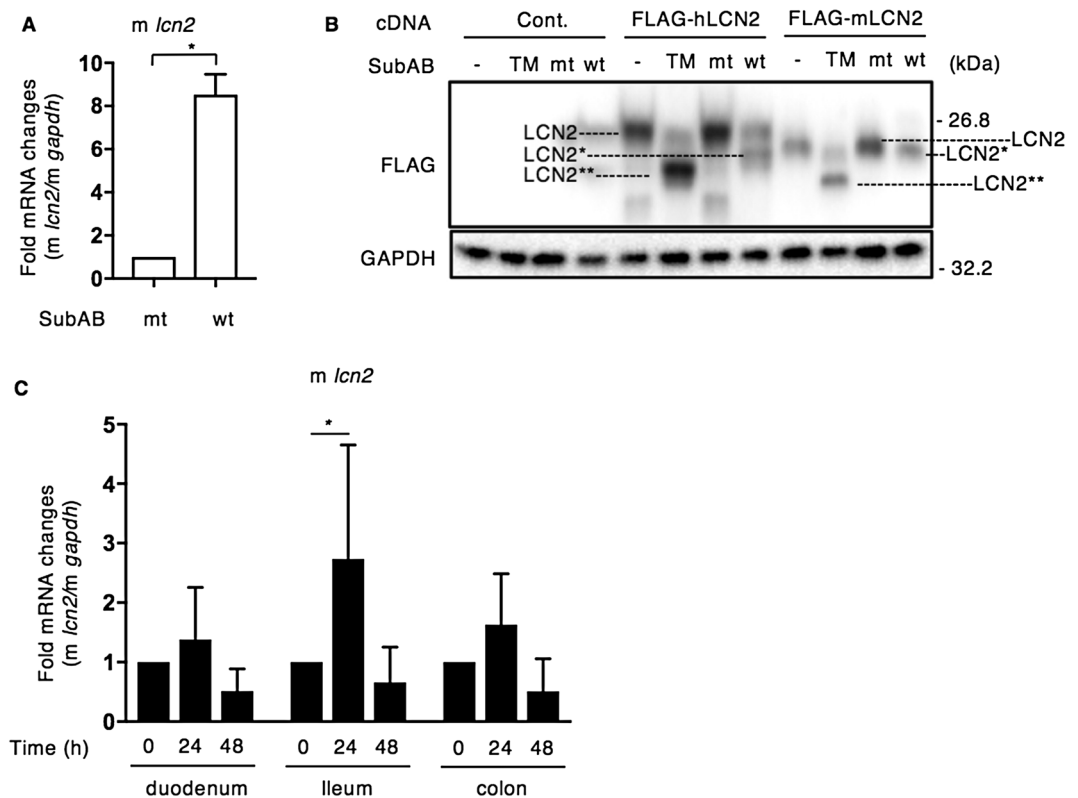 A
m lcn2
*
Fold mRNA changes
(m lcn2/m gapdh)
10
8
6
4
2
0
SubAB mt wt
B
cDNA Cont. FLAG-hLCN2 FLAG-mLCN2
SubAB - TM mt wt - TM mt wt - TM mt wt (kDa)
FLAG
LCN2
LCN2*
LCN2**
- 26.8
LCN2
LCN2*
LCN2**
GAPDH
- 32.2
C
m lcn2
*
Fold mRNA changes
(m lcn2/m gapdh)
5
4
3
2
1
0
Time (h) 0 24 48 0 24 48 0 24 48
duodenum Ileum colon